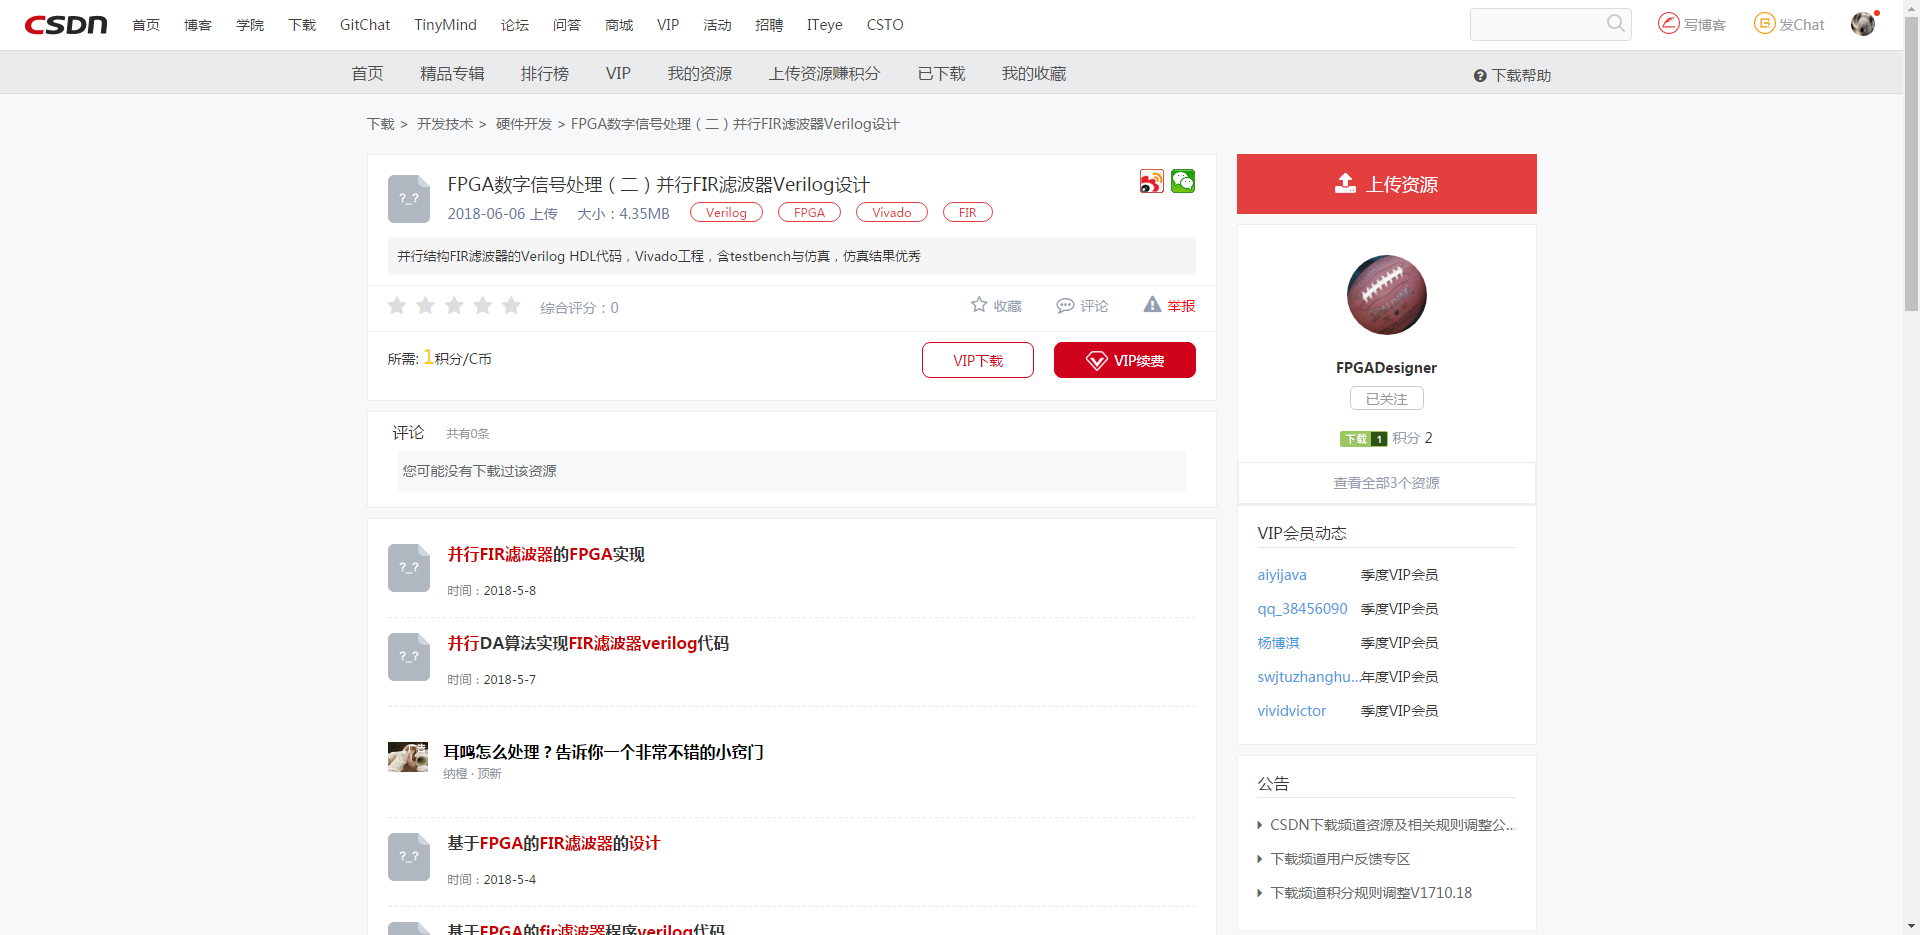 CSDN 首页 博客 学院 下载 GitChat TinyMind 论坛 问答 商城 VIP 活动 招聘 ITeye CSTO 写博客 发Chat
首页 精品专辑 排行榜 VIP 我的资源 上传资源赚积分 已下载 我的收藏 下载帮助
下载 > 开发技术 > 硬件开发 > FPGA数字信号处理（二）并行FIR滤波器Verilog设计
?_?
FPGA数字信号处理（二）并行FIR滤波器Verilog设计
2018-06-06 上传 大小：4.35MB Verilog FPGA Vivado FIR
并行结构FIR滤波器的Verilog HDL代码，Vivado工程，含testbench与仿真，仿真结果优秀
综合评分：0 收藏 评论 举报
所需: 1积分/C币 VIP下载 VIP续费
评论 共有0条
您可能没有下载过该资源
?_?
并行FIR滤波器的FPGA实现
时间：2018-5-8
?_?
并行DA算法实现FIR滤波器verilog代码
时间：2018-5-7
耳鸣怎么处理？告诉你一个非常不错的小窍门
纳橙 · 顶新
?_?
基于FPGA的FIR滤波器的设计
时间：2018-5-4
基于FPGA的fir滤波器程序verilog代码
上传资源
FPGADesigner
已关注
下载 1 积分 2
查看全部3个资源
VIP会员动态
aiyijava 季度VIP会员
qq_38456090 季度VIP会员
杨博淇 季度VIP会员
swjtuzhanghu... 年度VIP会员
vividvictor 季度VIP会员
公告
CSDN下载频道资源及相关规则调整公...
下载频道用户反馈专区
下载频道积分规则调整V1710.18